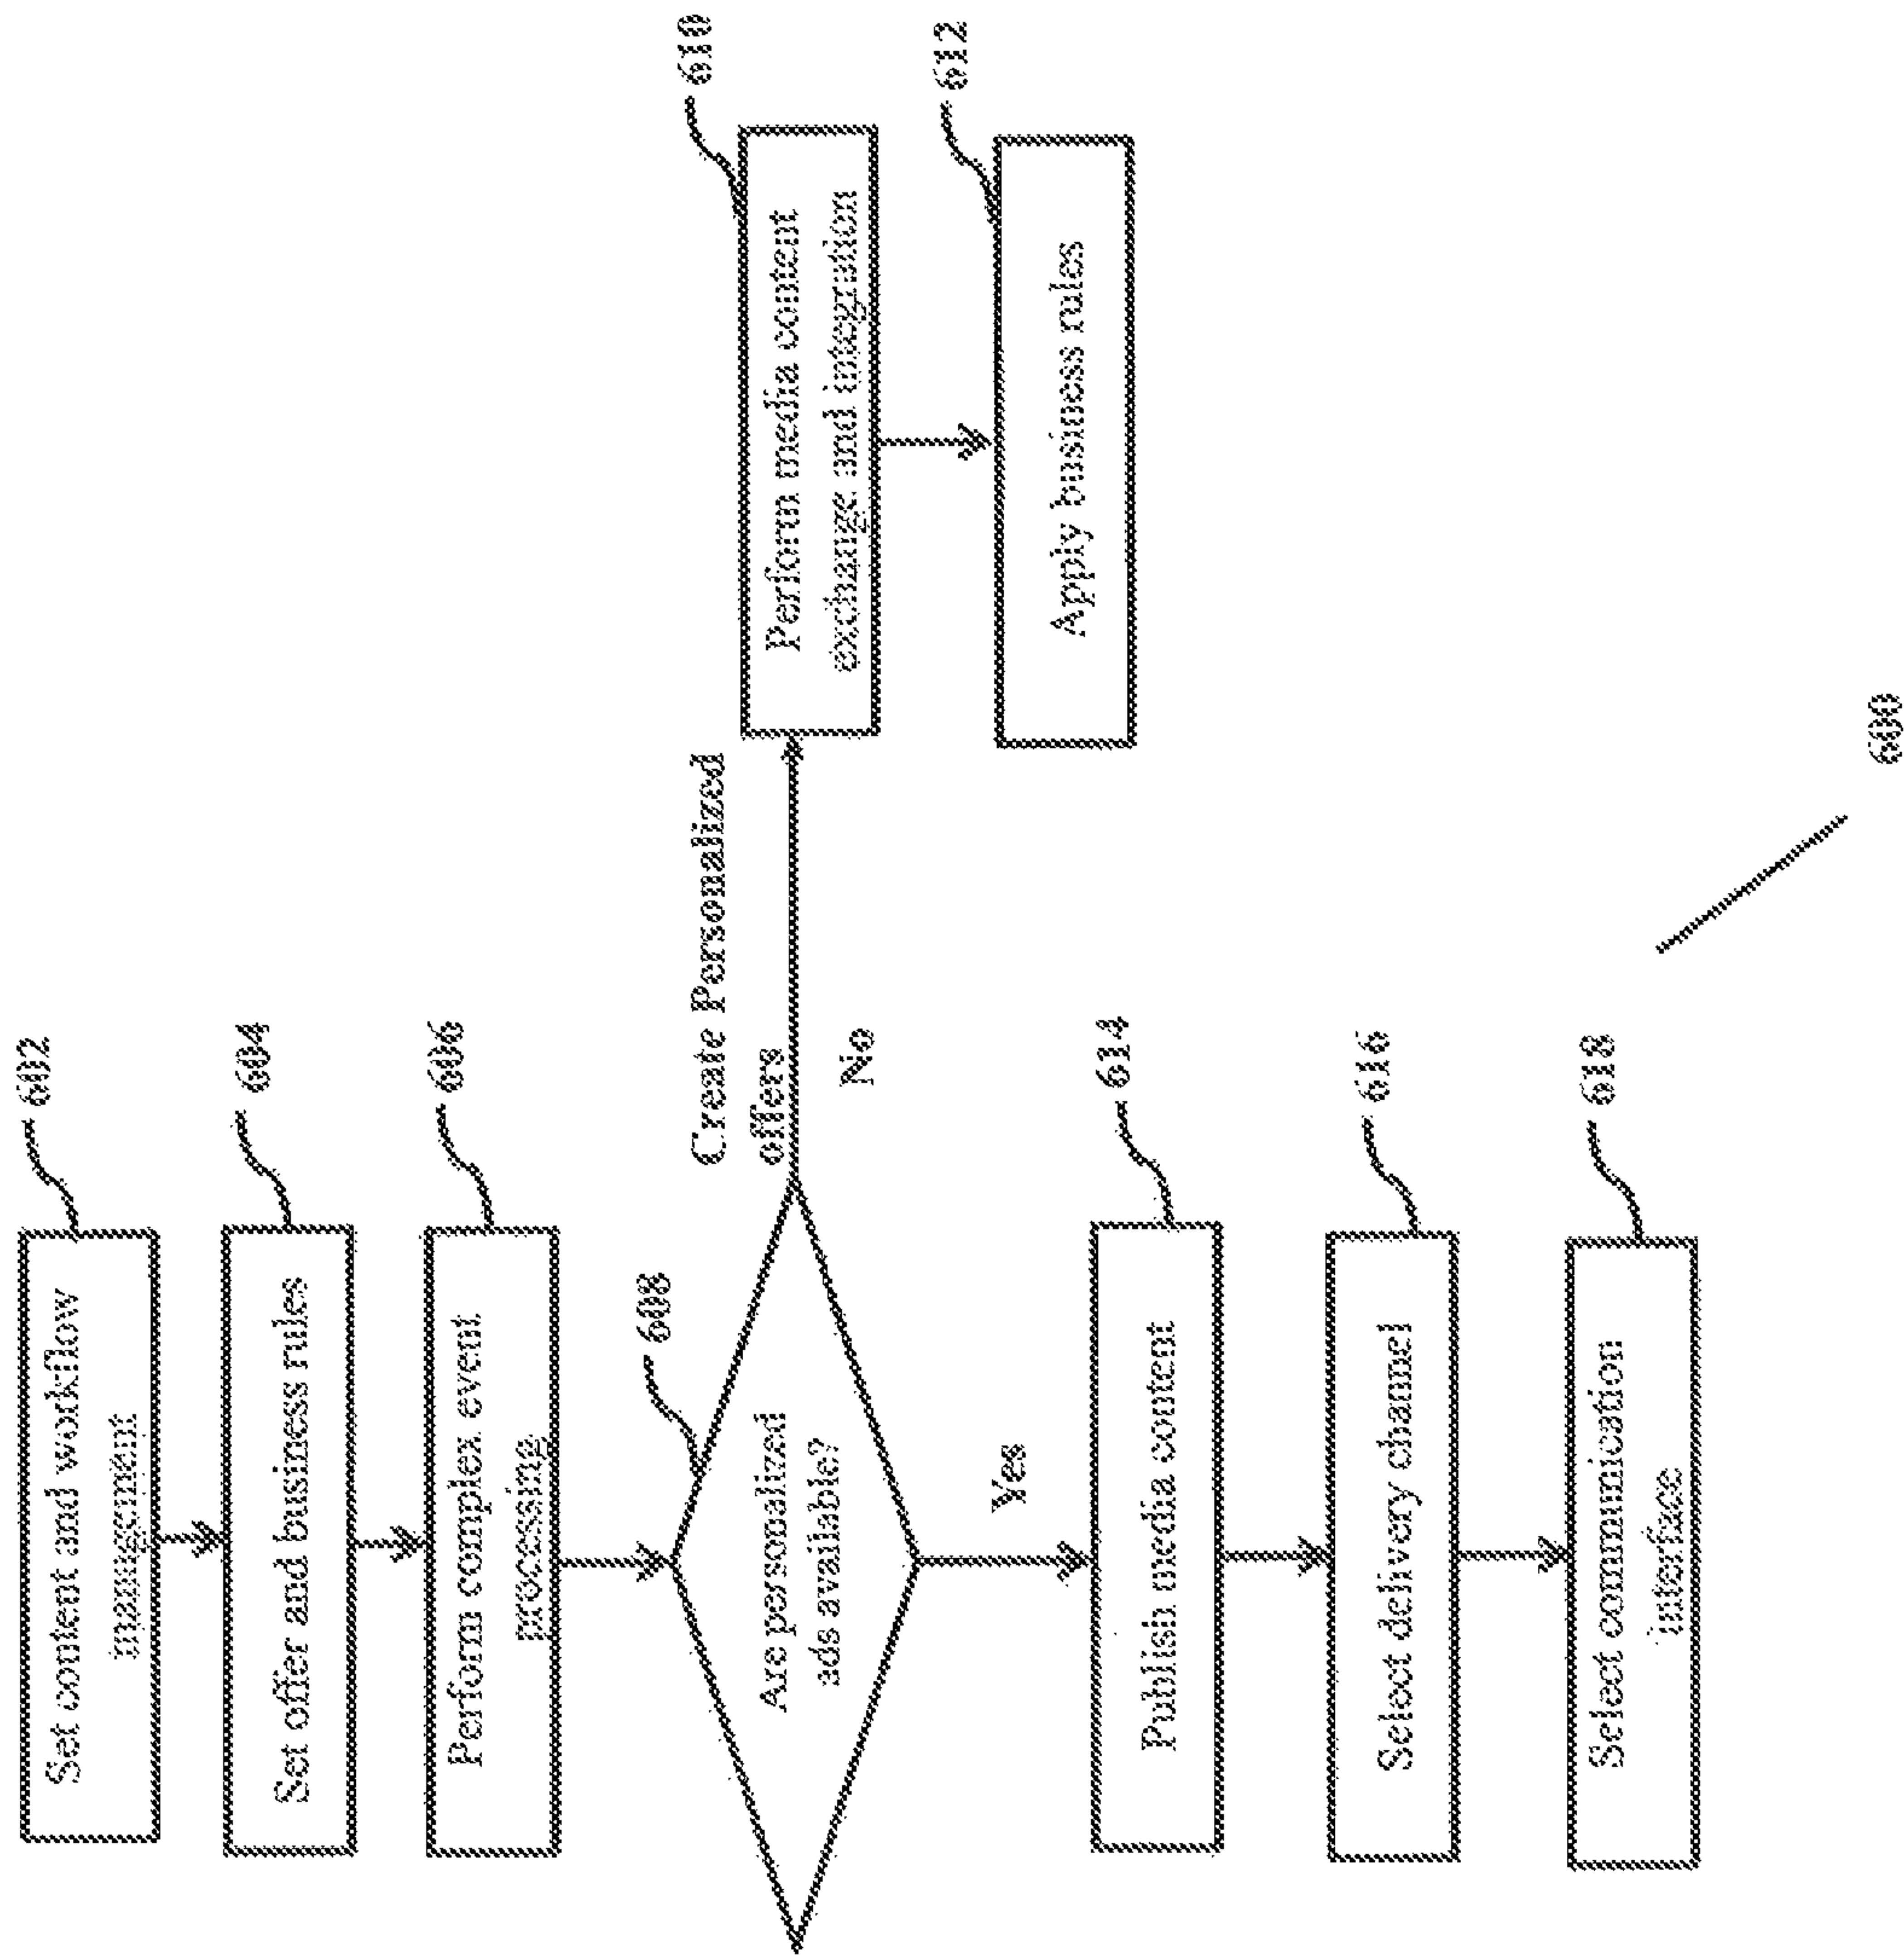 Set content and workflow
managment
602
Set offer and business rules
604
Perform complex event
processing
606
Are personalized
ads available?
608
Create Personalized
offers
No
Perform media content
exchange and integration
610
Apply business rules
612
Yes
Publish media content
614
Select delivery channel
616
Select communication
interface
618
600